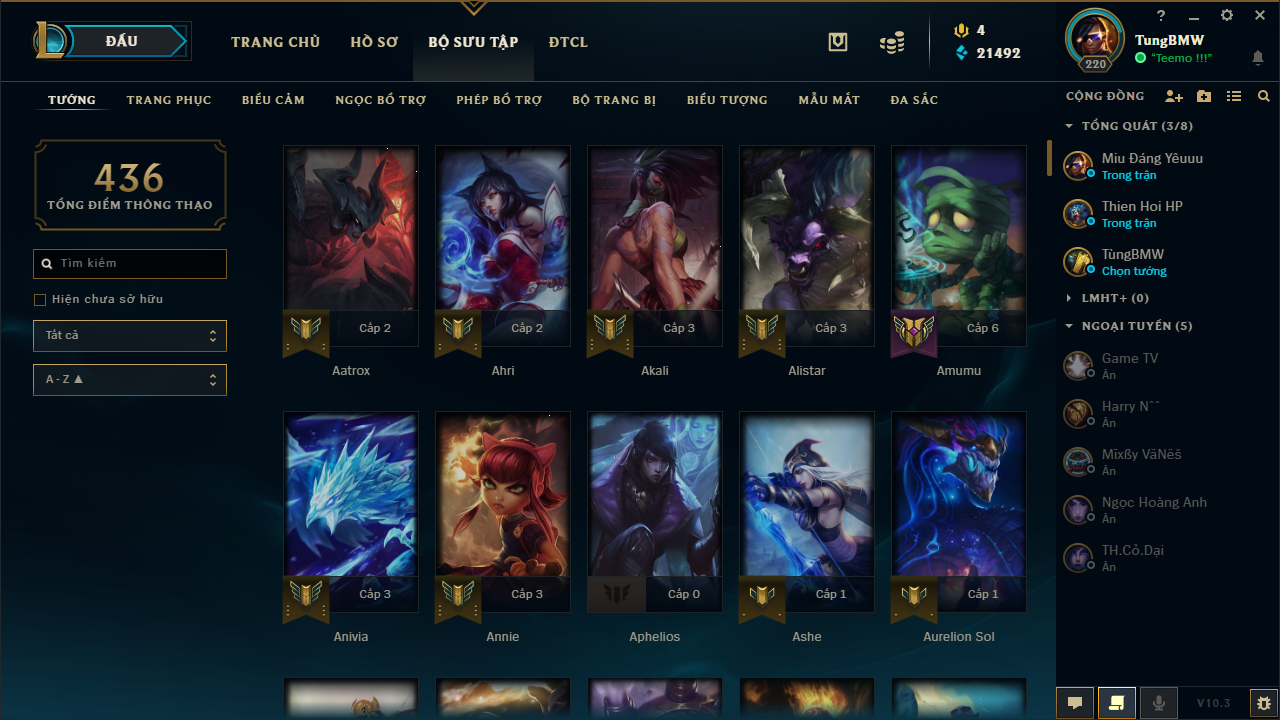 ĐẤU
TRANG CHỦ
HỒ SƠ
BỘ SƯU TẬP
ĐTCL
4
21492
?
TungBMW
"Teemo !!!"
220
TƯỚNG
TRANG PHỤC
BIỂU CẢM
NGỌC BỔ TRỢ
PHÉP BỔ TRỢ
BỘ TRANG BỊ
BIỂU TƯỢNG
MẪU MẮT
ĐA SẮC
436
TỔNG ĐIỂM THÔNG THẠO
Tìm kiếm
Hiện chưa sở hữu
Tất cả
A - Z ▲
Cấp 2
Aatrox
Cấp 2
Ahri
Cấp 3
Akali
Cấp 3
Alistar
Cấp 6
Amumu
Cấp 3
Anivia
Cấp 3
Annie
Cấp 0
Aphelios
Cấp 1
Ashe
Cấp 1
Aurelion Sol
CỘNG ĐỒNG
TỔNG QUÁT (3/8)
Miu Đáng Yêuuu
Trong trận
Thien Hoi HP
Trong trận
TùngBMW
Chọn tướng
LMHT+ (0)
NGOẠI TUYẾN (5)
Game TV
Ẩn
Harry Nˆˆ
Ẩn
Mïxßy VäNëš
Ẩn
Ngọc Hoàng Anh
Ẩn
TH.Cỏ.Dại
Ẩn
V10.3